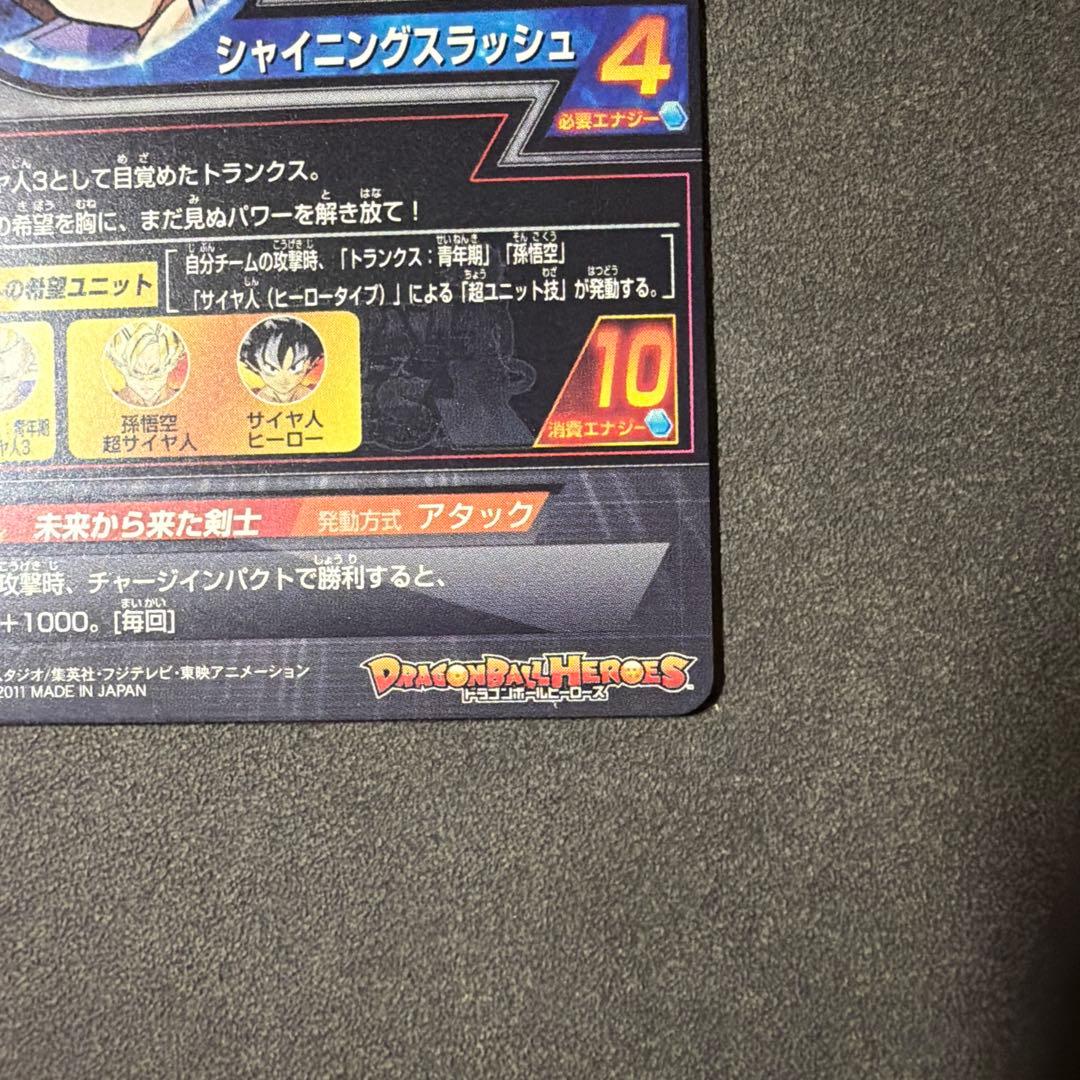 シャイニングスラッシュ
4
必要エナジー
ヤ人3として目覚めたトランクス。
の希望を胸に、まだ見ぬパワーを解き放て！
の希望ユニット
自分チームの攻撃時、「トランクス：青年期」「孫悟空」
「サイヤ人（ヒーロータイプ）」による「超ユニット技」が発動する。
：青年期
ヤ人3
孫悟空
超サイヤ人
サイヤ人
ヒーロー
10
消費エナジー
未来から来た剣士
発動方式 アタック
攻撃時、チャージインパクトで勝利すると、
+1000。[毎回]
スタジオ/集英社・フジテレビ・東映アニメーション
2011 MADE IN JAPAN
DRAGON BALL HEROES
ドラゴンボールヒーローズ